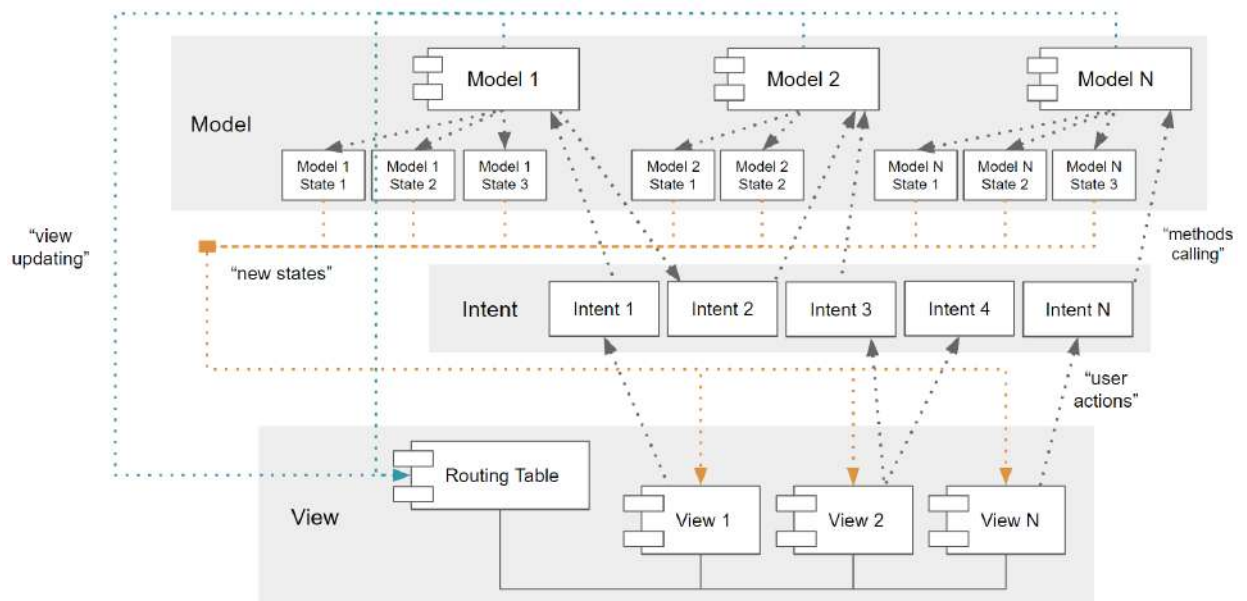 Model 1
Model 2
Model N
Model
Model 1
State 1
Model 1
State 2
Model 1
State 3
Model 2
State 1
Model 2
State 2
Model N
State 1
Model N
State 2
Model N
State 3
“view
updating”
“new states”
“methods
calling”
Intent
Intent 1
Intent 2
Intent 3
Intent 4
Intent N
“user
actions”
Routing Table
View
View 1
View 2
View N